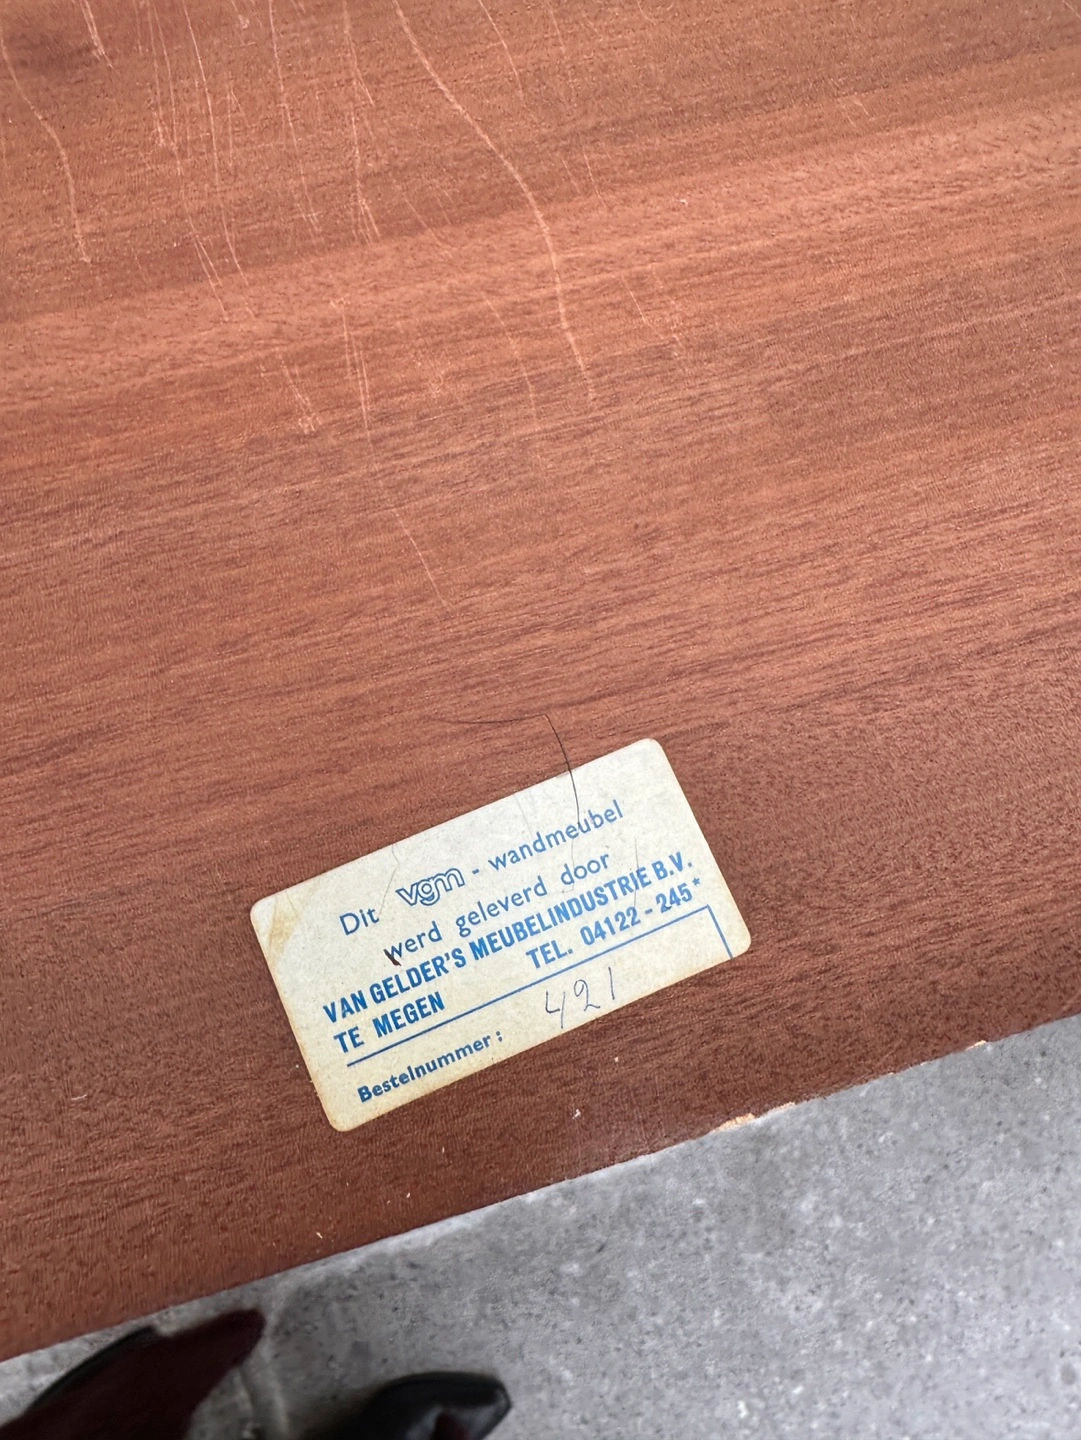 Dit vgm - wandmeubel
werd geleverd door
VAN GELDER'S MEUBELINDUSTRIE B.V.
TE MEGEN TEL. 04122 - 245*
Bestelnummer: 421